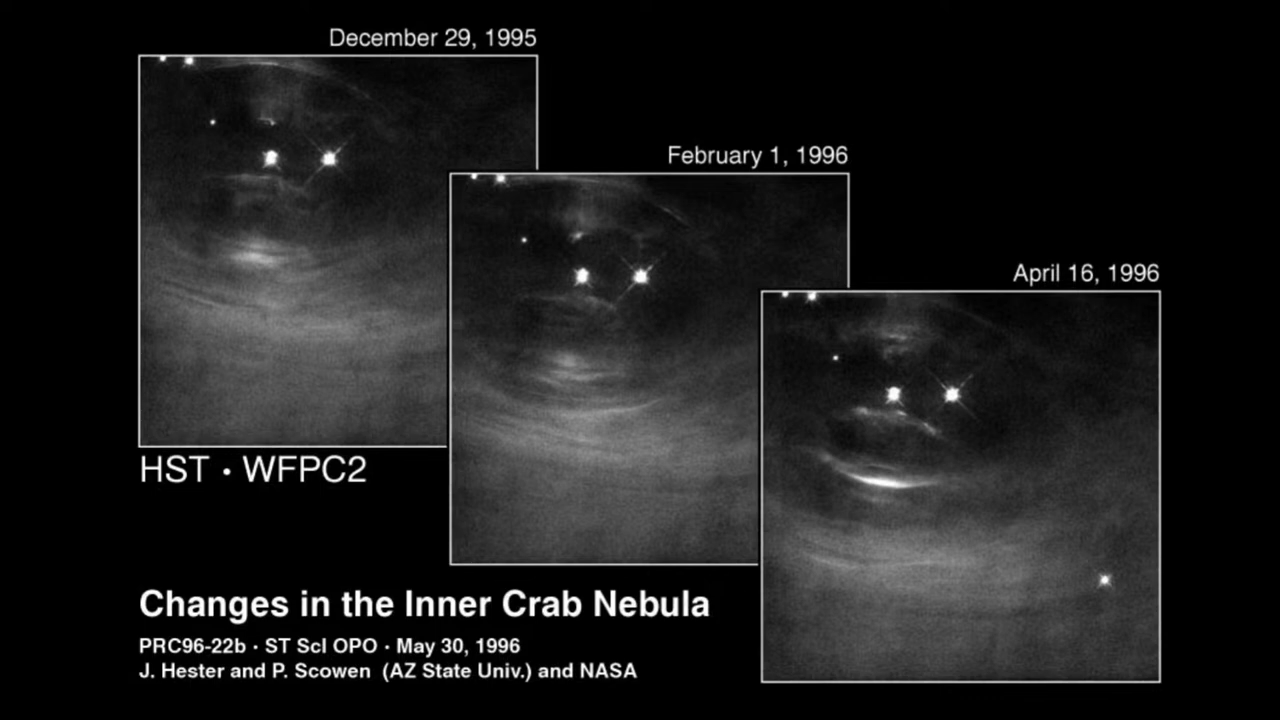 December 29, 1995
February 1, 1996
April 16, 1996
HST · WFPC2
Changes in the Inner Crab Nebula
PRC96-22b · ST ScI OPO · May 30, 1996
J. Hester and P. Scowen (AZ State Univ.) and NASA